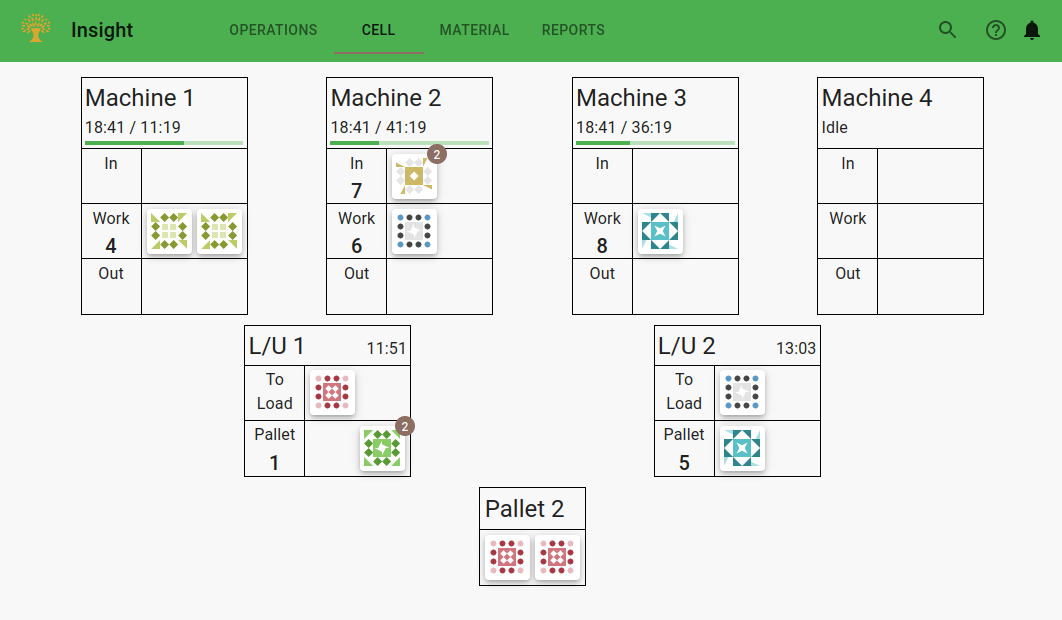 Insight
OPERATIONS
CELL
MATERIAL
REPORTS
Machine 1
18:41 / 11:19
In
Work
4
Out
Machine 2
18:41 / 41:19
In
7
2
Work
6
Out
Machine 3
18:41 / 36:19
In
Work
8
Out
Machine 4
Idle
In
Work
Out
L/U 1
11:51
To
Load
Pallet
1
2
L/U 2
13:03
To
Load
Pallet
5
Pallet 2